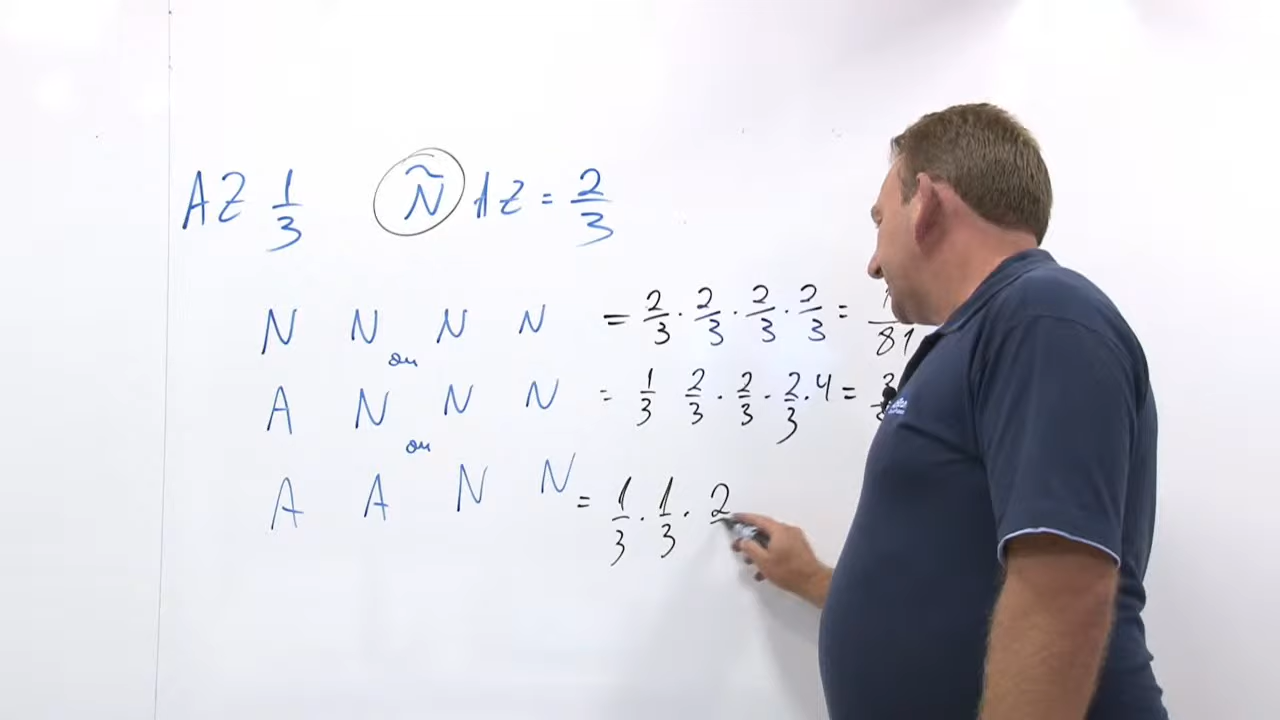 AZ 1/3 Ñ AZ = 2/3
N N N N = 2/3 · 2/3 · 2/3 · 2/3 = 81
ou
A N N N = 1/3 2/3 · 2/3 · 2/3 · 4 =
ou
A A N N = 1/3 · 1/3 · 2